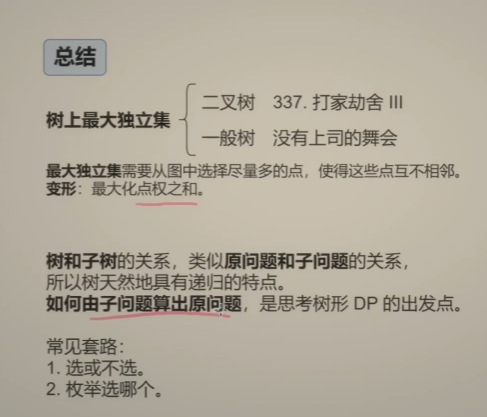 总结
树上最大独立集
二叉树 337. 打家劫舍 III
一般树 没有上司的舞会
最大独立集需要从图中选择尽量多的点，使得这些点互不相邻。
变形：最大化点权之和。
树和子树的关系，类似原问题和子问题的关系，
所以树天然地具有递归的特点。
如何由子问题算出原问题，是思考树形 DP 的出发点。
常见套路：
1. 选或不选。
2. 枚举选哪个。